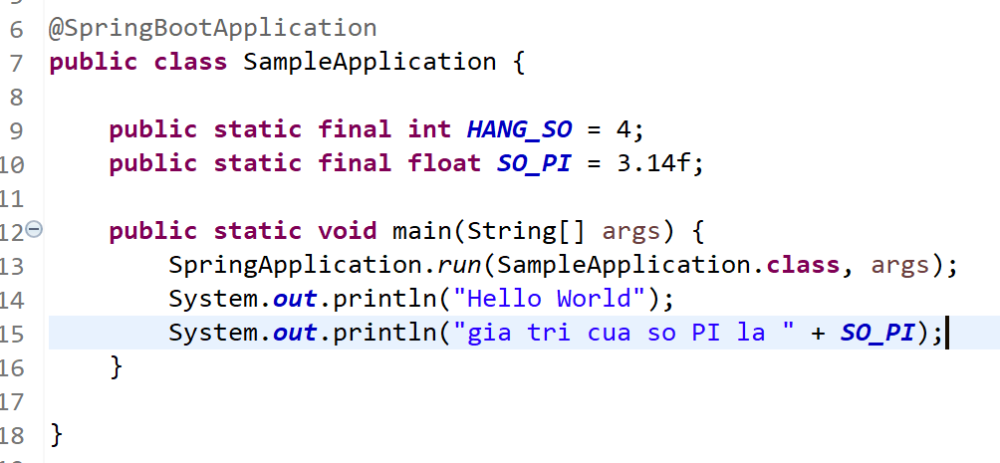 6 @SpringBootApplication
7 public class SampleApplication {
8
9 public static final int HANG_SO = 4;
10 public static final float SO_PI = 3.14f;
11
12 public static void main(String[] args) {
13 SpringApplication.run(SampleApplication.class, args);
14 System.out.println("Hello World");
15 System.out.println("gia tri cua so PI la " + SO_PI);
16 }
17
18 }